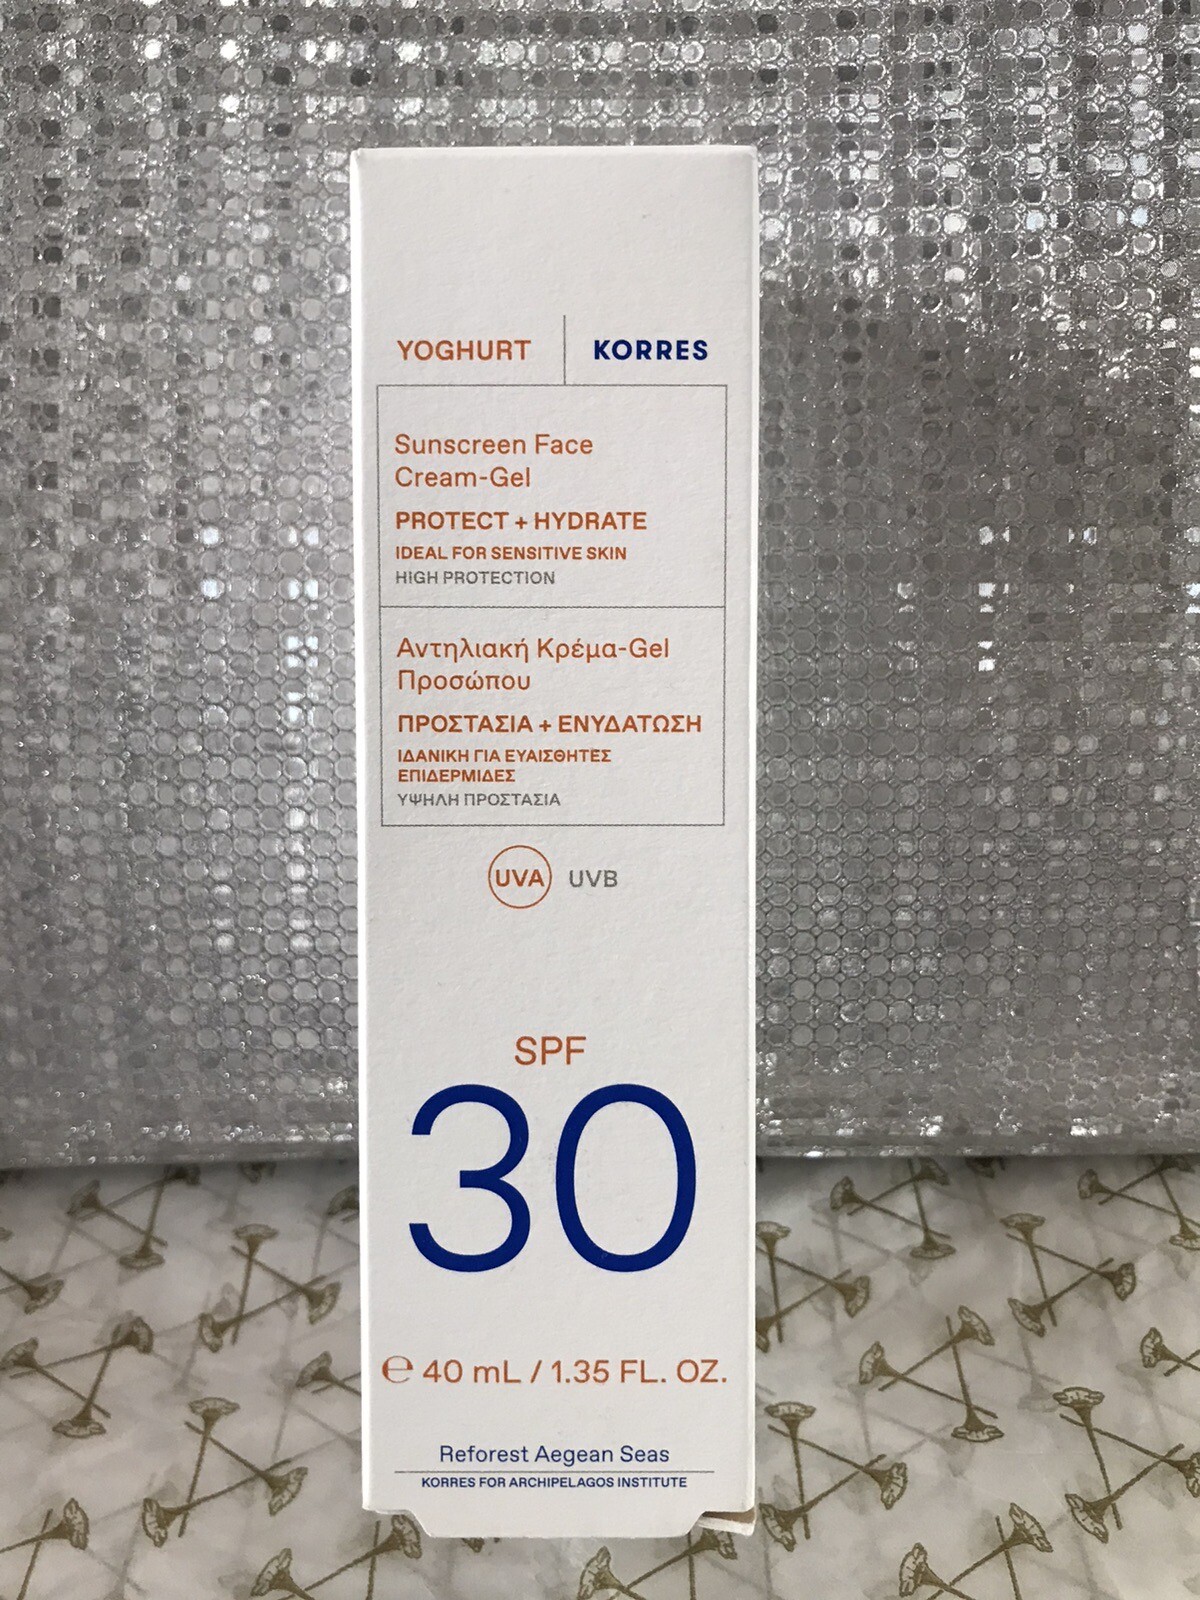 YOGHURT KORRES
Sunscreen Face
Cream-Gel
PROTECT + HYDRATE
IDEAL FOR SENSITIVE SKIN
HIGH PROTECTION
Αντηλιακή Κρέμα-Gel
Προσώπου
ΠΡΟΣΤΑΣΙΑ + ΕΝΥΔΑΤΩΣΗ
ΙΔΑΝΙΚΗ ΓΙΑ ΕΥΑΙΣΘΗΤΕΣ
ΕΠΙΔΕΡΜΙΔΕΣ
ΥΨΗΛΗ ΠΡΟΣΤΑΣΙΑ
UVA UVB
SPF
30
℮ 40 mL / 1.35 FL. OZ.
Reforest Aegean Seas
KORRES FOR ARCHIPELAGOS INSTITUTE